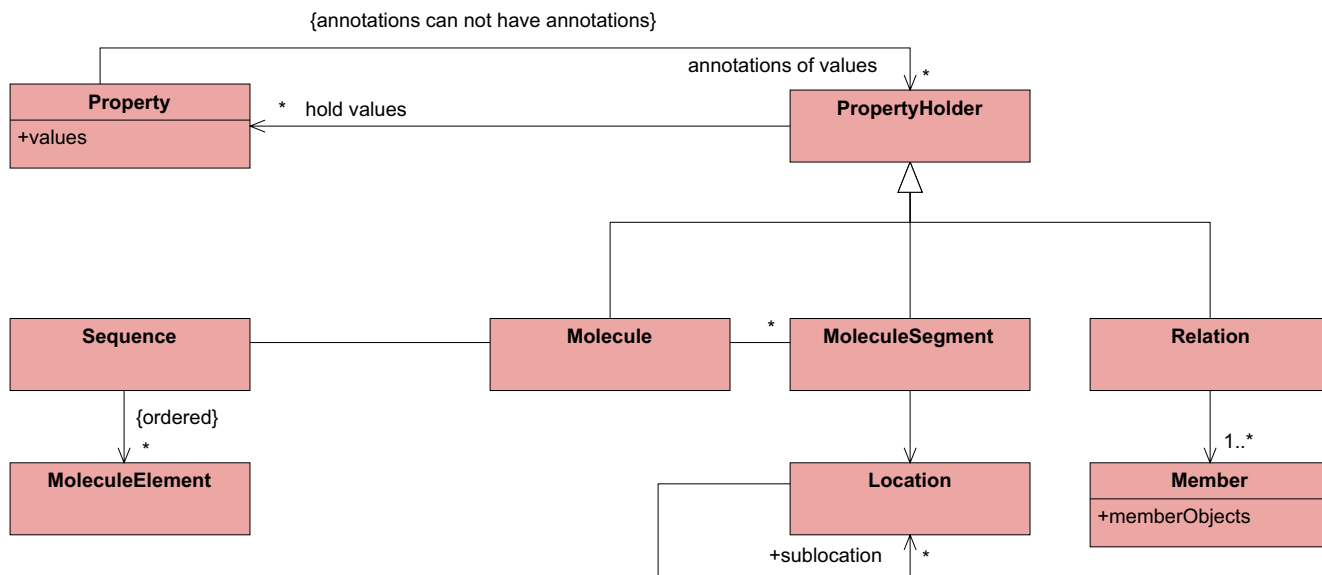 {annotations can not have annotations}
annotations of values
*
Property
* hold values
PropertyHolder
+values
Sequence
Molecule
*
MoleculeSegment
Relation
{ordered}
*
1..*
MoleculeElement
Location
Member
+memberObjects
+sublocation
*